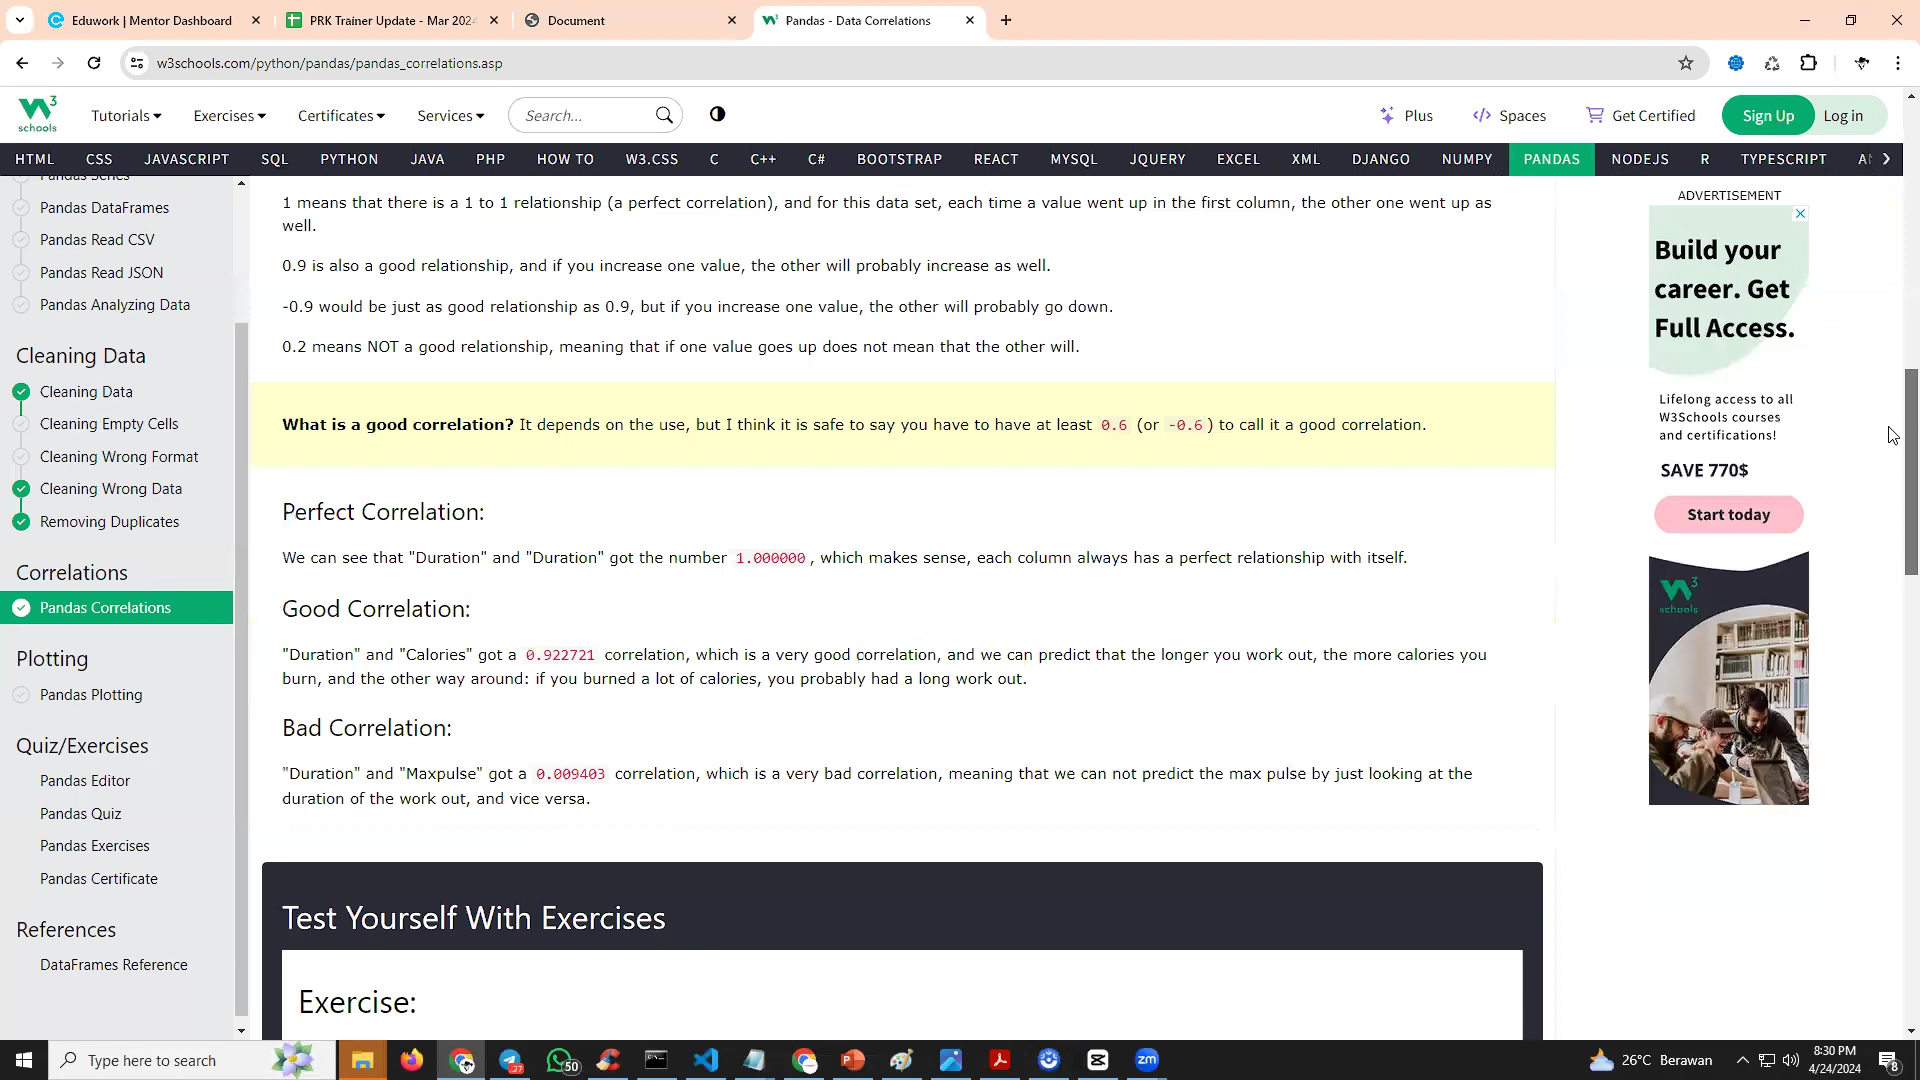 Eduwork | Mentor Dashboard
PRK Trainer Update - Mar 2024
Document
Pandas - Data Correlations
w3schools.com/python/pandas/pandas_correlations.asp
W3 schools
Tutorials
Exercises
Certificates
Services
Search...
Plus
Spaces
Get Certified
Sign Up
Log in
HTML CSS JAVASCRIPT SQL PYTHON JAVA PHP HOW TO W3.CSS C C++ C# BOOTSTRAP REACT MYSQL JQUERY EXCEL XML DJANGO NUMPY PANDAS NODEJS R TYPESCRIPT
Pandas Series
Pandas DataFrames
Pandas Read CSV
Pandas Read JSON
Pandas Analyzing Data
Cleaning Data
Cleaning Data
Cleaning Empty Cells
Cleaning Wrong Format
Cleaning Wrong Data
Removing Duplicates
Correlations
Pandas Correlations
Plotting
Pandas Plotting
Quiz/Exercises
Pandas Editor
Pandas Quiz
Pandas Exercises
Pandas Certificate
References
DataFrames Reference
1 means that there is a 1 to 1 relationship (a perfect correlation), and for this data set, each time a value went up in the first column, the other one went up as
well.
0.9 is also a good relationship, and if you increase one value, the other will probably increase as well.
-0.9 would be just as good relationship as 0.9, but if you increase one value, the other will probably go down.
0.2 means NOT a good relationship, meaning that if one value goes up does not mean that the other will.
What is a good correlation? It depends on the use, but I think it is safe to say you have to have at least 0.6 (or -0.6) to call it a good correlation.
Perfect Correlation:
We can see that "Duration" and "Duration" got the number 1.000000, which makes sense, each column always has a perfect relationship with itself.
Good Correlation:
"Duration" and "Calories" got a 0.922721 correlation, which is a very good correlation, and we can predict that the longer you work out, the more calories you
burn, and the other way around: if you burned a lot of calories, you probably had a long work out.
Bad Correlation:
"Duration" and "Maxpulse" got a 0.009403 correlation, which is a very bad correlation, meaning that we can not predict the max pulse by just looking at the
duration of the work out, and vice versa.
Test Yourself With Exercises
Exercise:
ADVERTISEMENT
Build your
career. Get
Full Access.
Lifelong access to all
W3Schools courses
and certifications!
SAVE 770$
Start today
W3
schools
Type here to search
27
50
zm
26°C Berawan
8:30 PM
4/24/2024
8